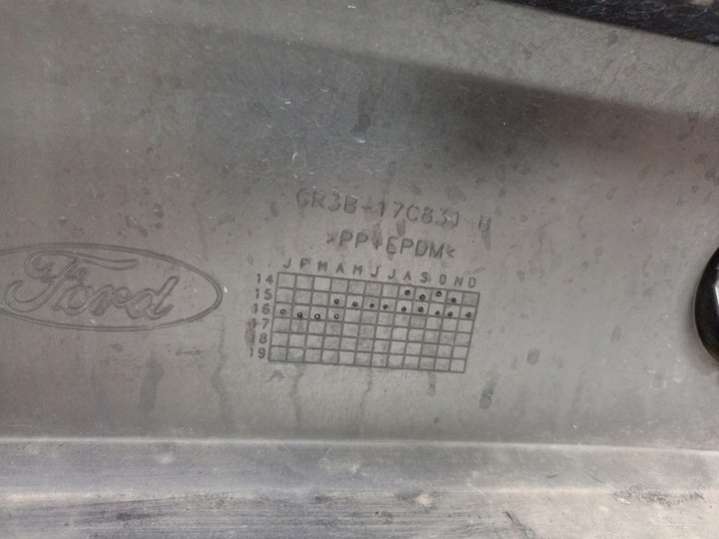 GR3B-17C831 B
>PP+EPDM<
J F M A M J J A S O N D
14
15
16
17
18
19
Ford